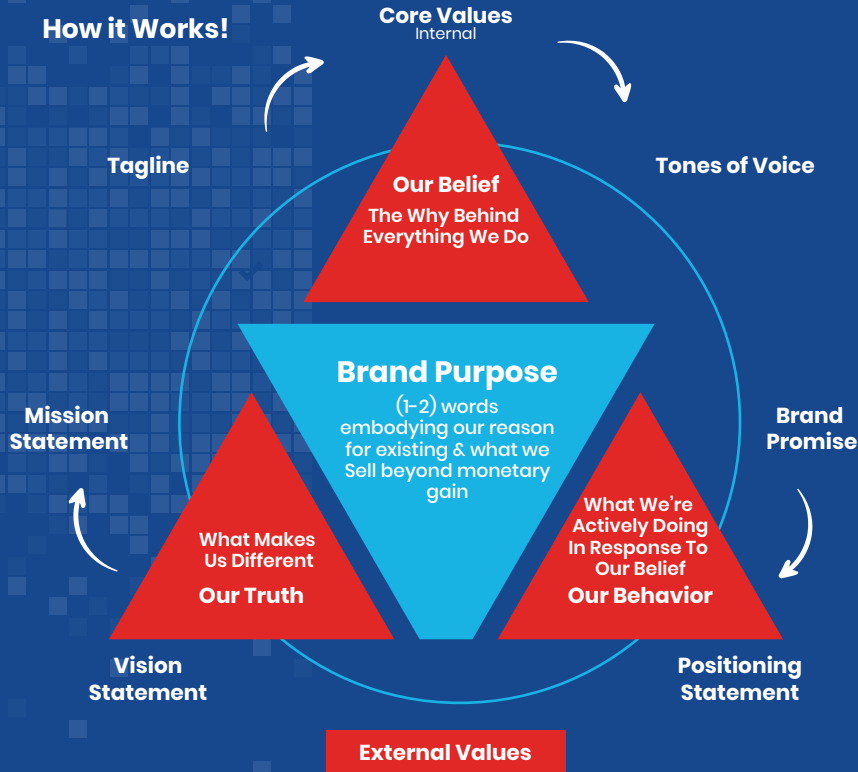 How it Works!
Core Values
Internal
Tagline
Tones of Voice
Our Belief
The Why Behind
Everything We Do
Brand Purpose
(1-2) words
embodying our reason
for existing & what we
Sell beyond monetary
gain
Mission
Statement
Brand
Promise
What Makes
Us Different
Our Truth
What We're
Actively Doing
In Response To
Our Belief
Our Behavior
Vision
Statement
Positioning
Statement
External Values